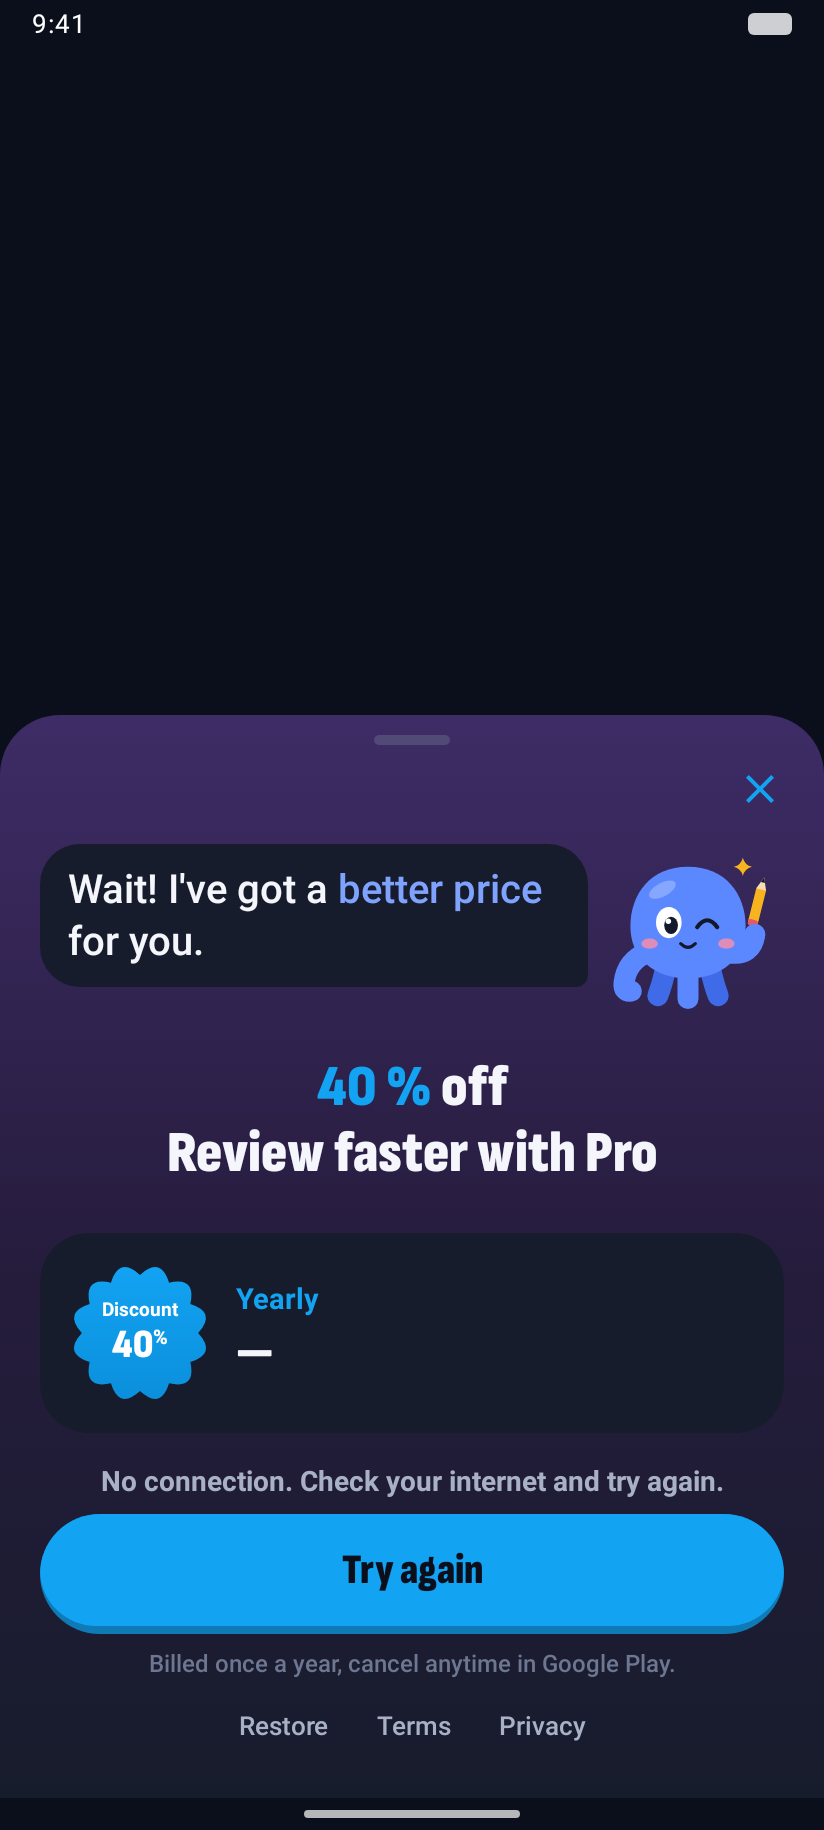 9:41
Wait! I've got a better price
for you.
40 % off
Review faster with Pro
Discount
40%
Yearly
—
No connection. Check your internet and try again.
Try again
Billed once a year, cancel anytime in Google Play.
Restore Terms Privacy